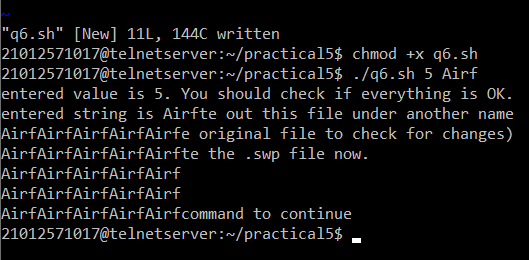 "q6.sh" [New] 11L, 144C written
21012571017@telnetserver:~/practical5$ chmod +x q6.sh
21012571017@telnetserver:~/practical5$ ./q6.sh 5 Airf
entered value is 5. You should check if everything is OK.
entered string is Airfte out this file under another name
AirfAirfAirfAirfAirfe original file to check for changes)
AirfAirfAirfAirfAirfte the .swp file now.
AirfAirfAirfAirfAirf
AirfAirfAirfAirfAirf
AirfAirfAirfAirfAirfcommand to continue
21012571017@telnetserver:~/practical5$